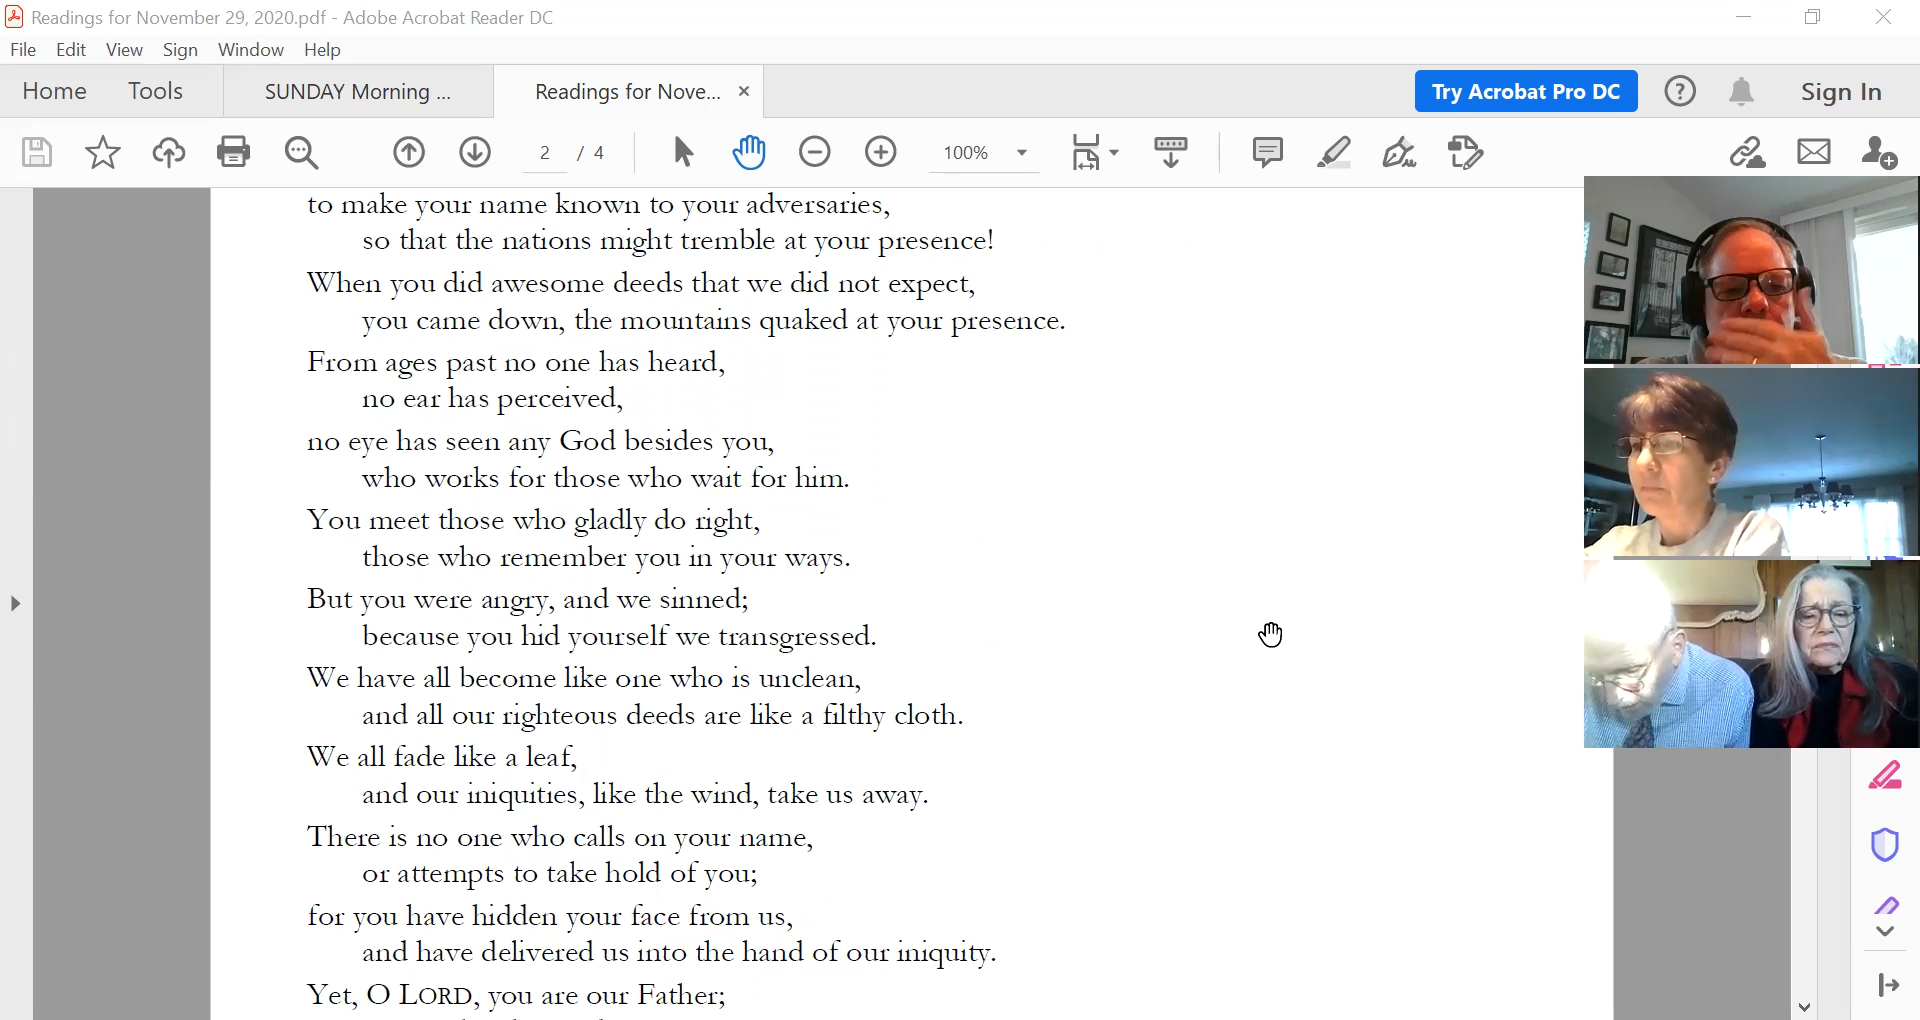 Readings for November 29, 2020.pdf - Adobe Acrobat Reader DC
File Edit View Sign Window Help
Home Tools SUNDAY Morning ... Readings for Nove... × Try Acrobat Pro DC Sign In
2 / 4 100%
to make your name known to your adversaries,
so that the nations might tremble at your presence!
When you did awesome deeds that we did not expect,
you came down, the mountains quaked at your presence.
From ages past no one has heard,
no ear has perceived,
no eye has seen any God besides you,
who works for those who wait for him.
You meet those who gladly do right,
those who remember you in your ways.
But you were angry, and we sinned;
because you hid yourself we transgressed.
We have all become like one who is unclean,
and all our righteous deeds are like a filthy cloth.
We all fade like a leaf,
and our iniquities, like the wind, take us away.
There is no one who calls on your name,
or attempts to take hold of you;
for you have hidden your face from us,
and have delivered us into the hand of our iniquity.
Yet, O LORD, you are our Father;